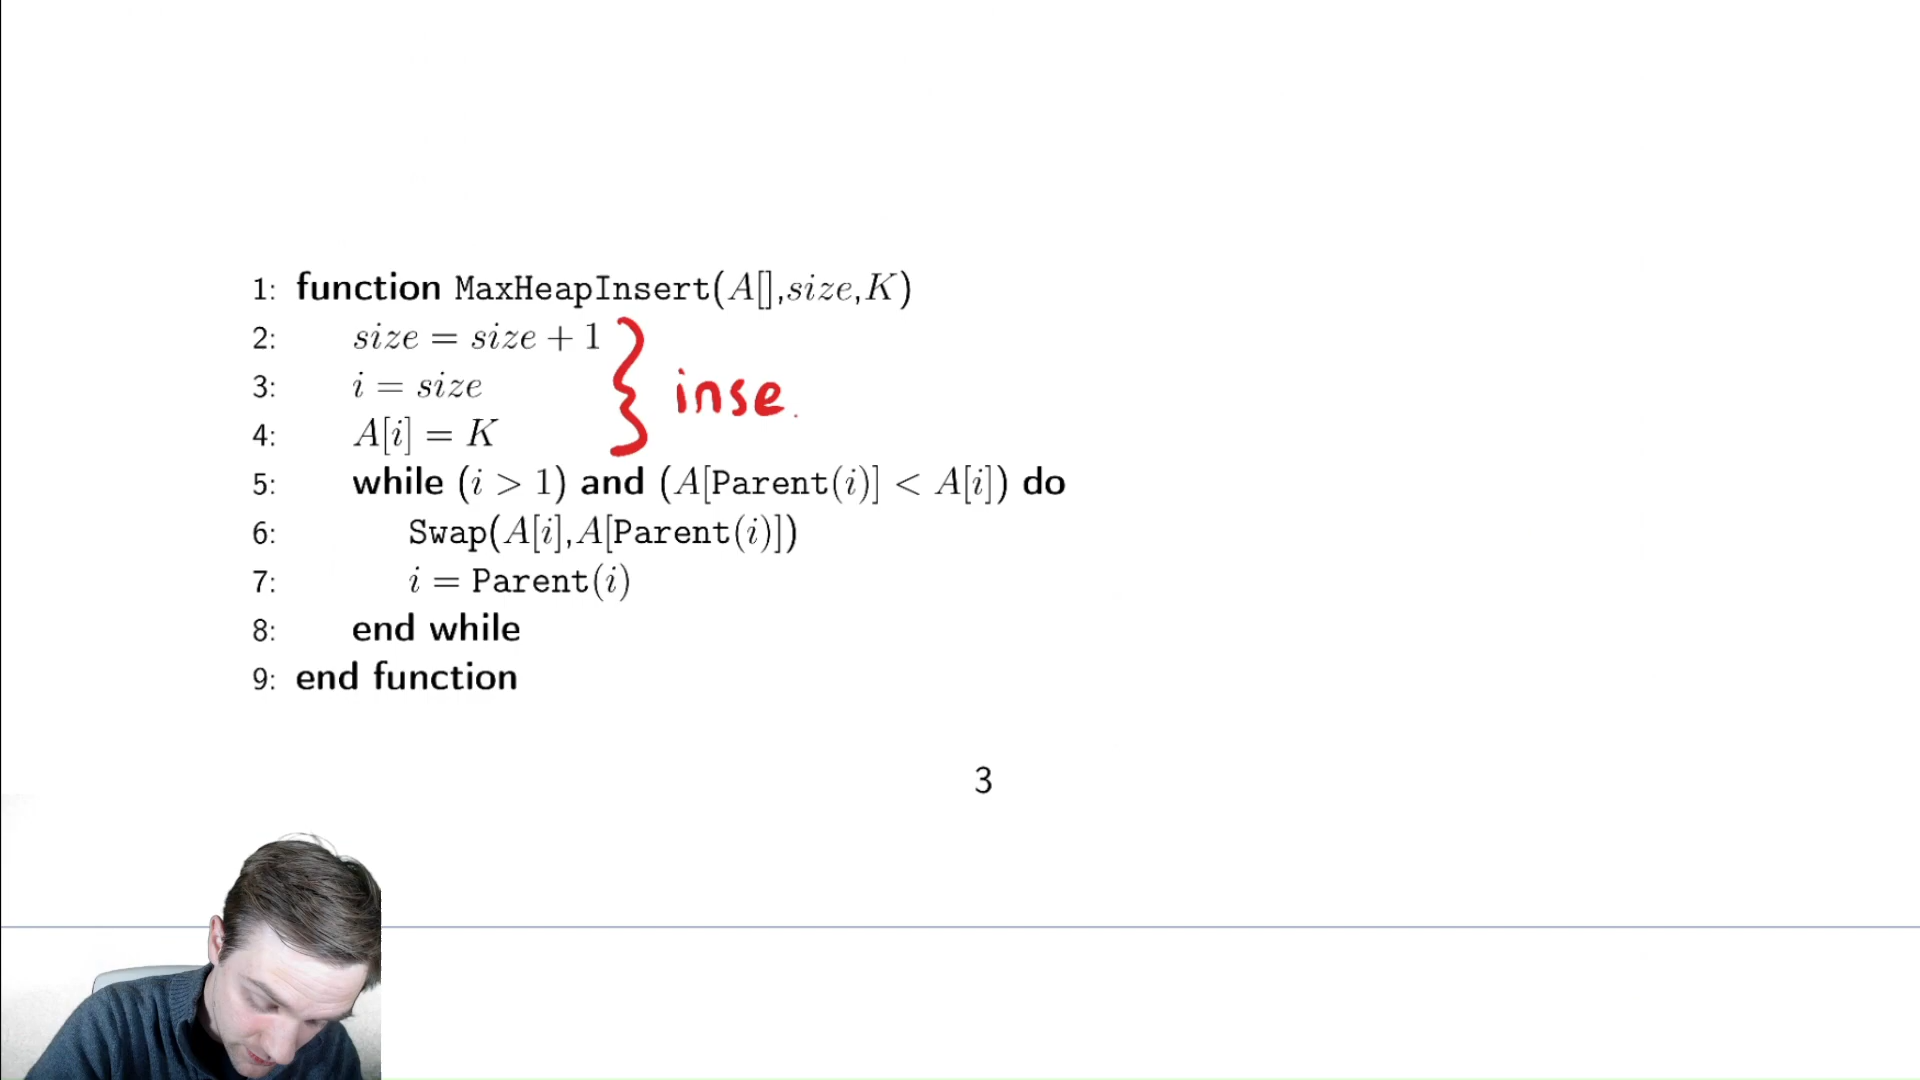 1: function MaxHeapInsert(A[],size,K)
2: size = size + 1
3: i = size
inse
4: A[i] = K
5: while (i > 1) and (A[Parent(i)] < A[i]) do
6: Swap(A[i],A[Parent(i)])
7: i = Parent(i)
8: end while
9: end function
3